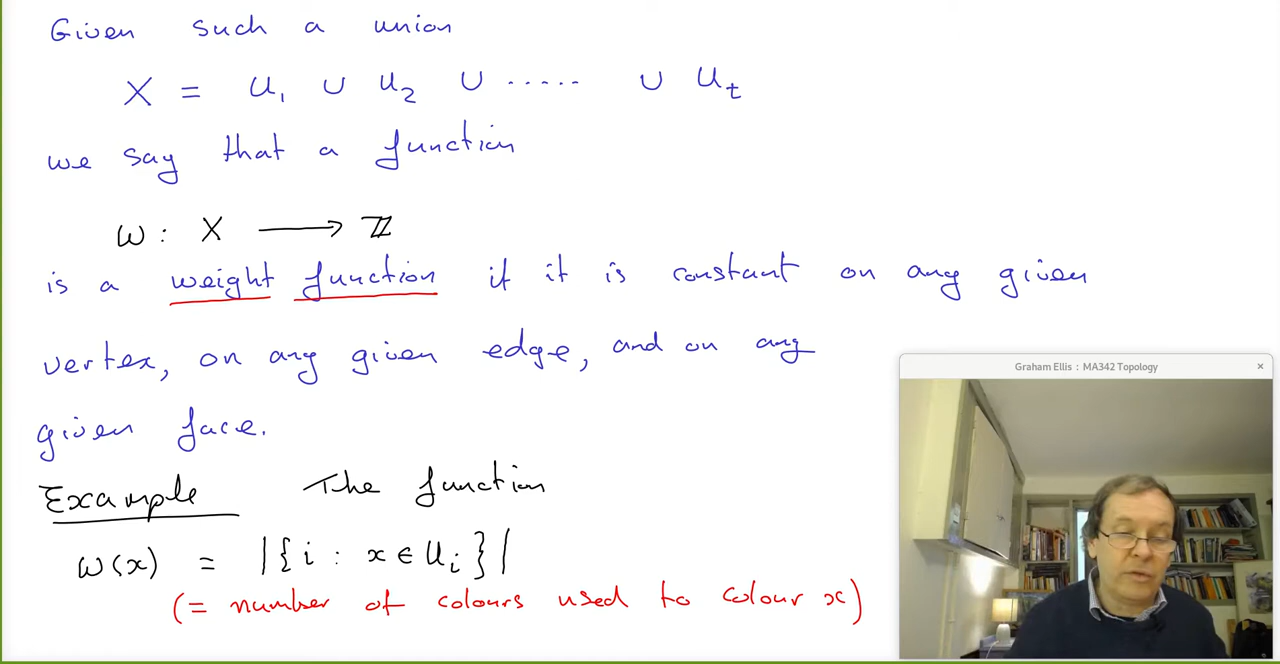 Given such a union
X = U₁ ∪ U₂ ∪ ..... ∪ Uₜ
we say that a function
ω : X ⟶ ℤ
is a weight function if it is constant on any given
vertex, on any given edge, and on any
given face.
Graham Ellis : MA342 Topology
Example The function
ω(x) = |{i : x ∈ Uᵢ}|
(= number of colours used to colour x)